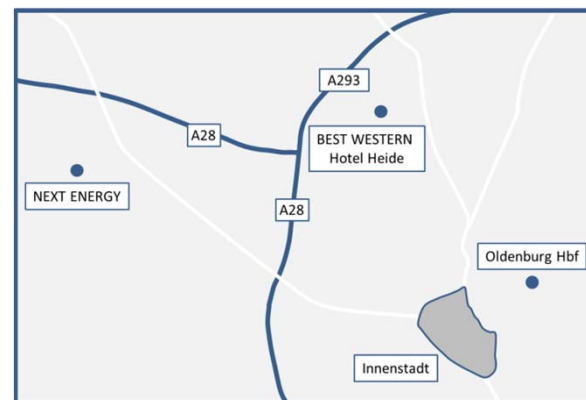 A293
A28
BEST WESTERN
Hotel Heide
NEXT ENERGY
A28
Oldenburg Hbf
Innenstadt